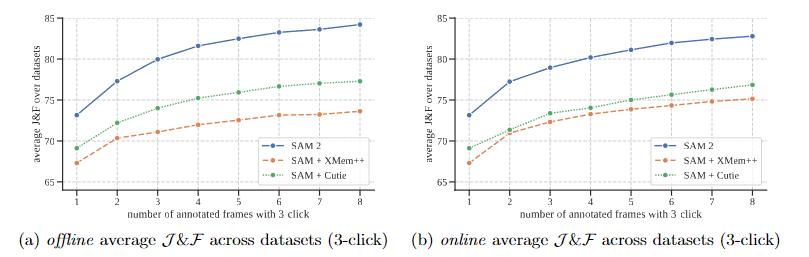 85
80
75
70
65
average J&F over datasets
1 2 3 4 5 6 7 8
number of annotated frames with 3 click
SAM 2
SAM + XMem++
SAM + Cutie
(a) offline average J&F across datasets (3-click)
85
80
75
70
65
average J&F over datasets
1 2 3 4 5 6 7 8
number of annotated frames with 3 click
SAM 2
SAM + XMem++
SAM + Cutie
(b) online average J&F across datasets (3-click)